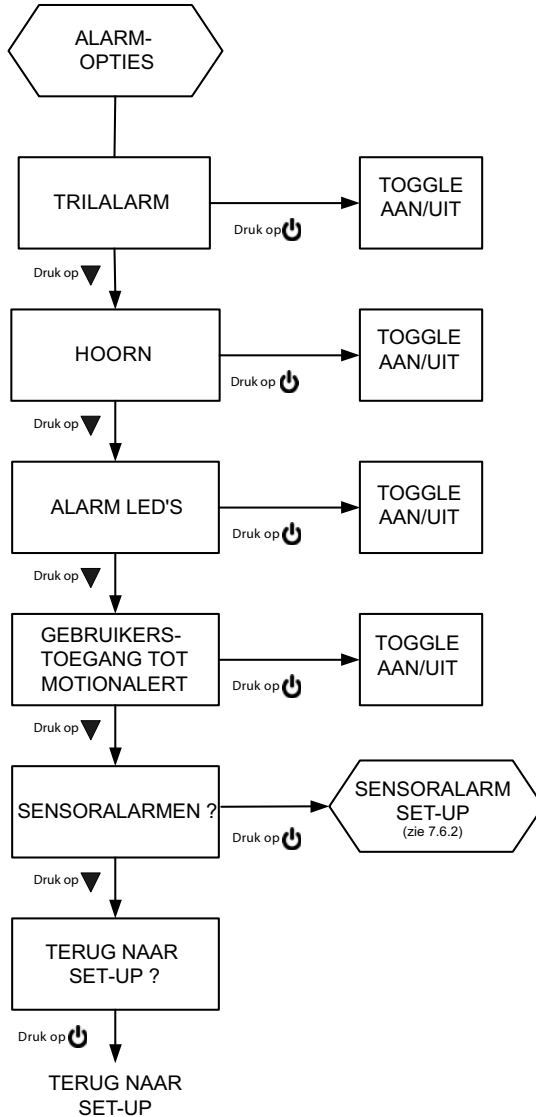 ALARM-
OPTIES
TRILALARM
TOGGLE
AAN/UIT
Druk op
Druk op
HOORN
TOGGLE
AAN/UIT
Druk op
Druk op
ALARM LED'S
TOGGLE
AAN/UIT
Druk op
Druk op
GEBRUIKERS-
TOEGANG TOT
MOTIONALERT
TOGGLE
AAN/UIT
Druk op
Druk op
SENSORALARMEN ?
SENSORALARM
SET-UP
(zie 7.6.2)
Druk op
Druk op
TERUG NAAR
SET-UP ?
Druk op
TERUG NAAR
SET-UP